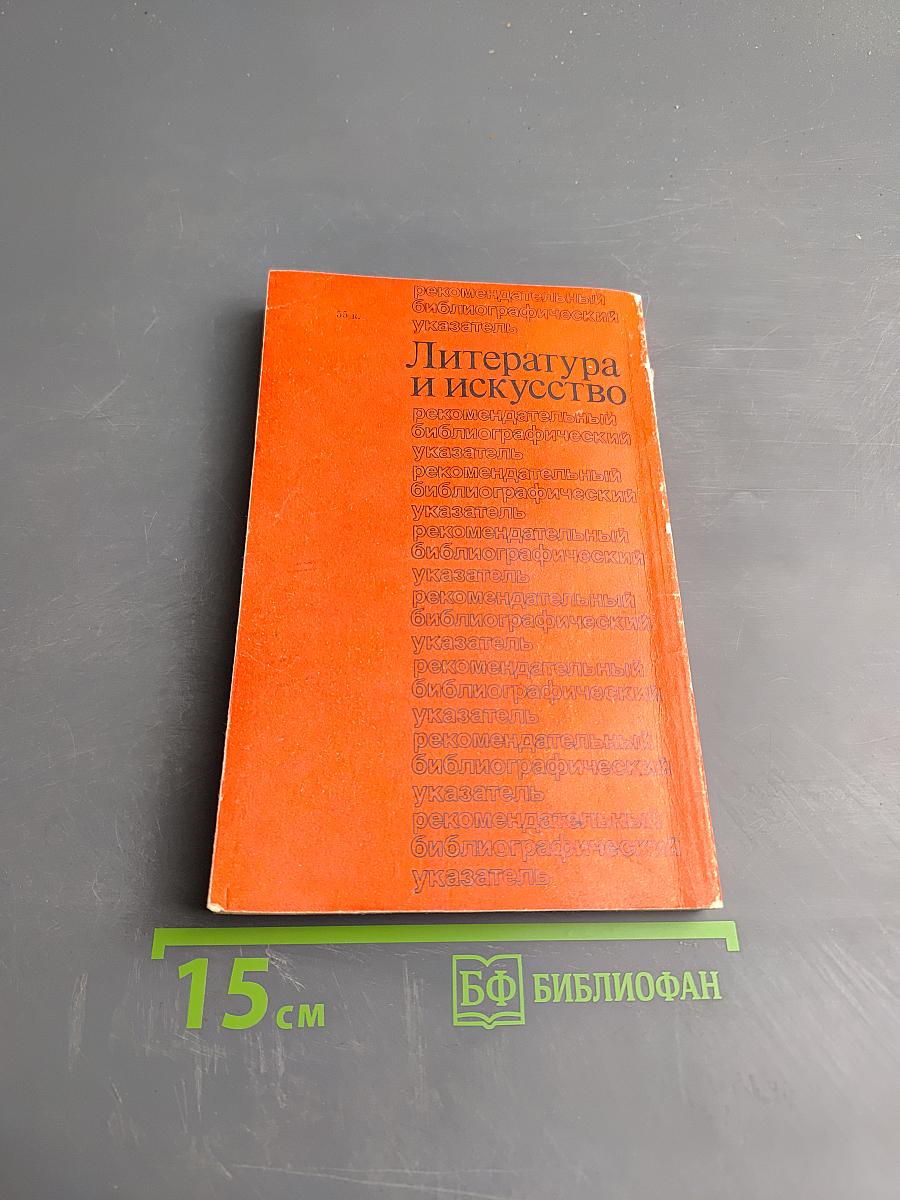 55 к.
рекомендательный
библиографический
указатель
Литература
и искусство
рекомендательный
библиографический
указатель
рекомендательный
библиографический
указатель
рекомендательный
библиографический
указатель
рекомендательный
библиографический
указатель
рекомендательный
библиографический
указатель
рекомендательный
библиографический
указатель
рекомендательный
библиографический
указатель
15 см
БФ БИБЛИОФАН